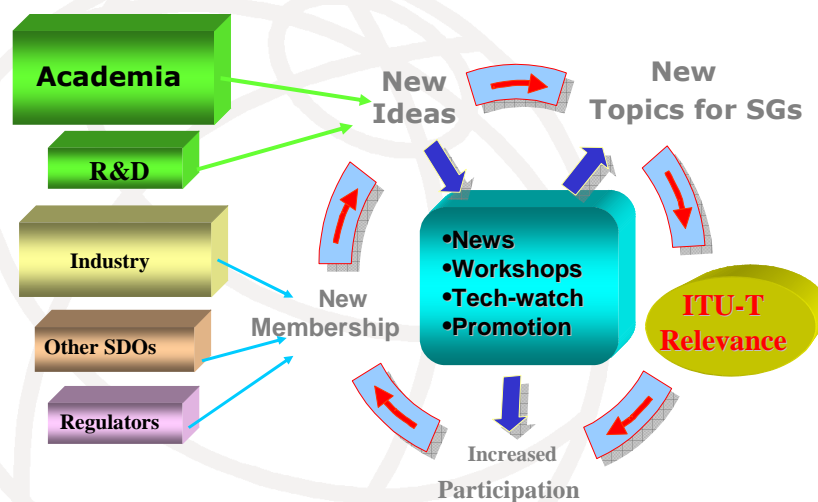 Academia
R&D
Industry
Other SDOs
Regulators
New
Ideas
New
Topics for SGs
New
Membership
•News
•Workshops
•Tech-watch
•Promotion
ITU-T
Relevance
Increased
Participation